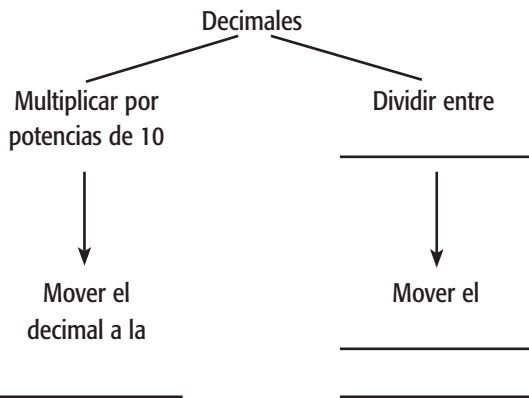 Decimales
Multiplicar por
potencias de 10
Dividir entre
Mover el
decimal a la
Mover el